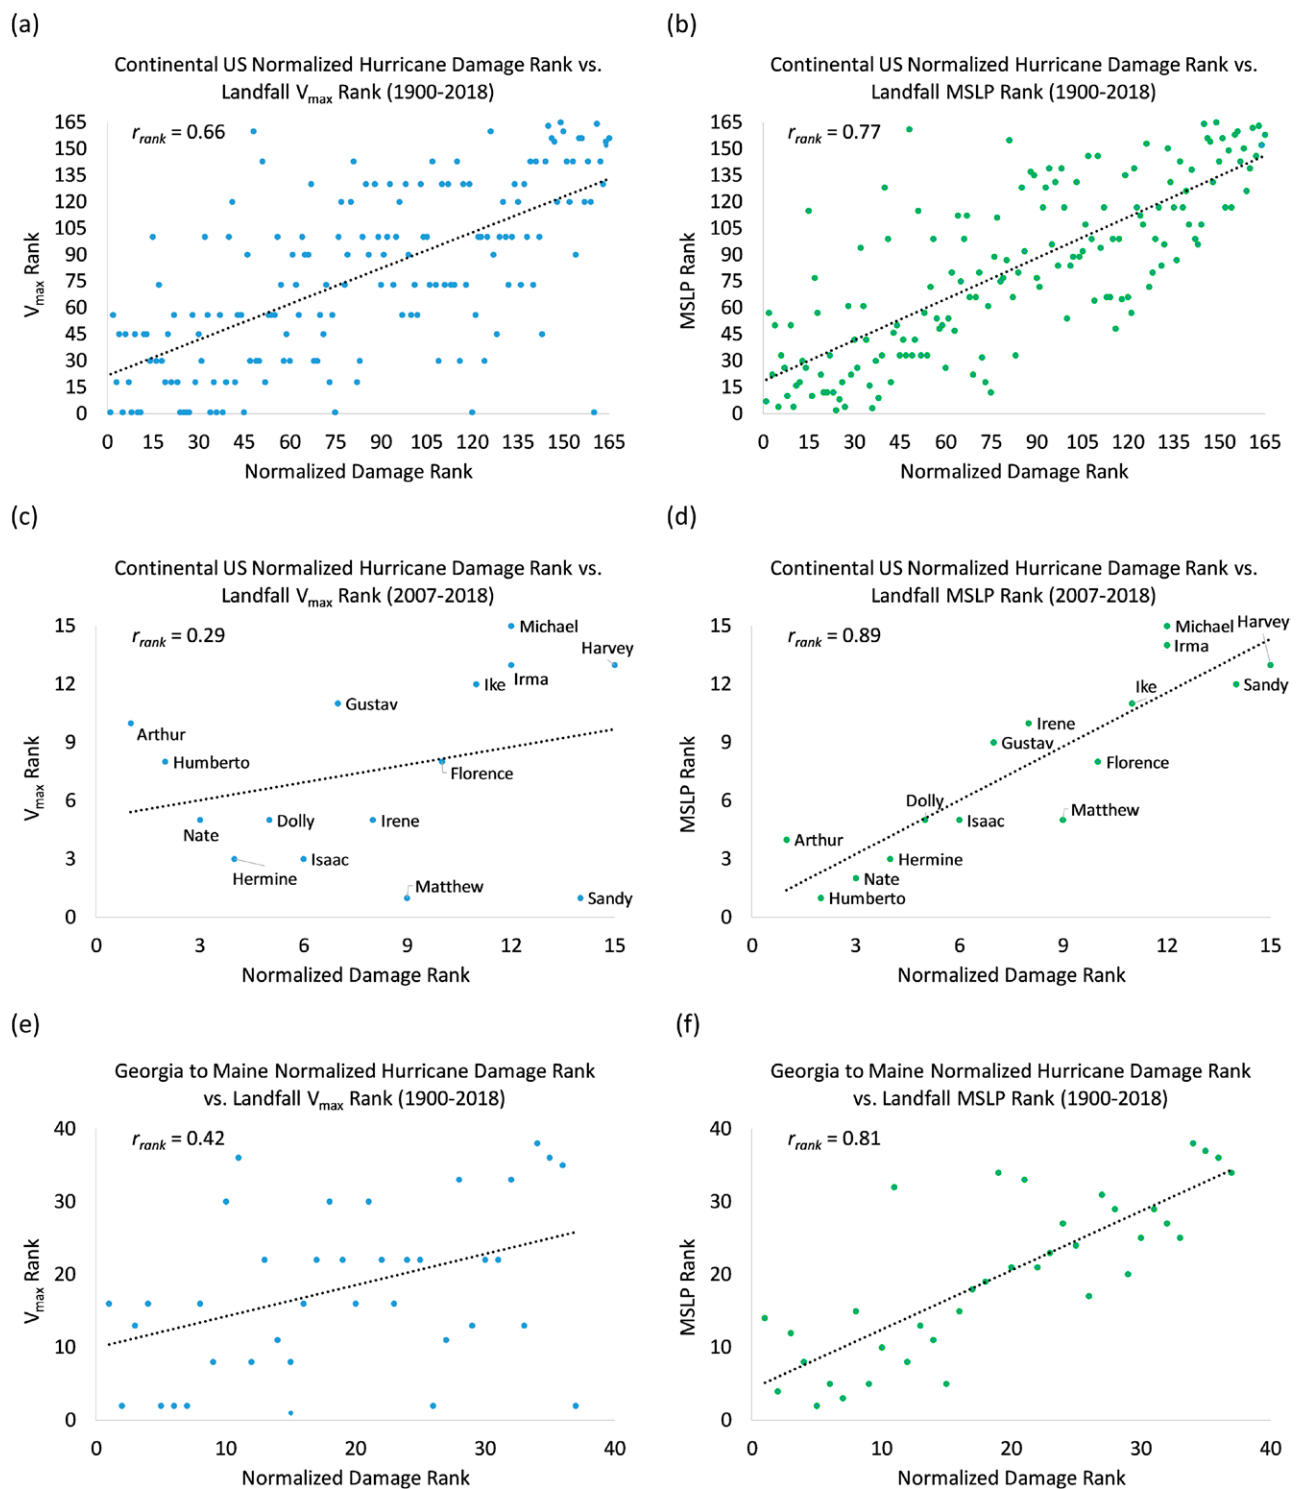 (a)
Continental US Normalized Hurricane Damage Rank vs.
Landfall Vmax Rank (1900-2018)
rrank = 0.66
165
150
135
120
105
90
75
60
45
30
15
0
Vmax Rank
0 15 30 45 60 75 90 105 120 135 150 165
Normalized Damage Rank
(b)
Continental US Normalized Hurricane Damage Rank vs.
Landfall MSLP Rank (1900-2018)
rrank = 0.77
165
150
135
120
105
90
75
60
45
30
15
0
MSLP Rank
0 15 30 45 60 75 90 105 120 135 150 165
Normalized Damage Rank
(c)
Continental US Normalized Hurricane Damage Rank vs.
Landfall Vmax Rank (2007-2018)
rrank = 0.29
15
12
9
6
3
0
Vmax Rank
Michael
Harvey
Irma
Ike
Gustav
Arthur
Humberto
Florence
Nate
Dolly
Irene
Isaac
Hermine
Matthew
Sandy
0 3 6 9 12 15
Normalized Damage Rank
(d)
Continental US Normalized Hurricane Damage Rank vs.
Landfall MSLP Rank (2007-2018)
rrank = 0.89
15
12
9
6
3
0
MSLP Rank
Michael
Harvey
Irma
Sandy
Ike
Irene
Gustav
Florence
Dolly
Isaac
Matthew
Arthur
Hermine
Nate
Humberto
0 3 6 9 12 15
Normalized Damage Rank
(e)
Georgia to Maine Normalized Hurricane Damage Rank
vs. Landfall Vmax Rank (1900-2018)
rrank = 0.42
40
30
20
10
0
Vmax Rank
0 10 20 30 40
Normalized Damage Rank
(f)
Georgia to Maine Normalized Hurricane Damage Rank
vs. Landfall MSLP Rank (1900-2018)
rrank = 0.81
40
30
20
10
0
MSLP Rank
0 10 20 30 40
Normalized Damage Rank